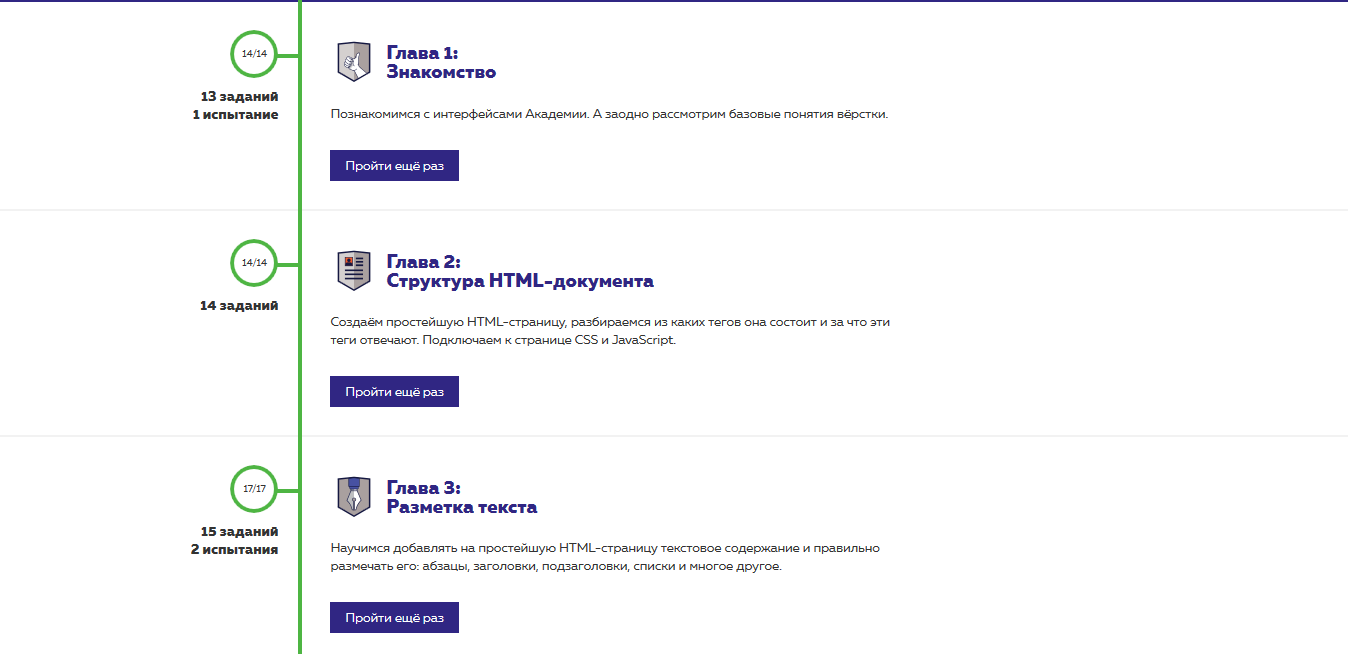 14/14
13 заданий
1 испытание
Глава 1:
Знакомство
Познакомимся с интерфейсами Академии. А заодно рассмотрим базовые понятия вёрстки.
Пройти ещё раз
14/14
14 заданий
Глава 2:
Структура HTML-документа
Создаём простейшую HTML-страницу, разбираемся из каких тегов она состоит и за что эти
теги отвечают. Подключаем к странице CSS и JavaScript.
Пройти ещё раз
17/17
15 заданий
2 испытания
Глава 3:
Разметка текста
Научимся добавлять на простейшую HTML-страницу текстовое содержание и правильно
размечать его: абзацы, заголовки, подзаголовки, списки и многое другое.
Пройти ещё раз